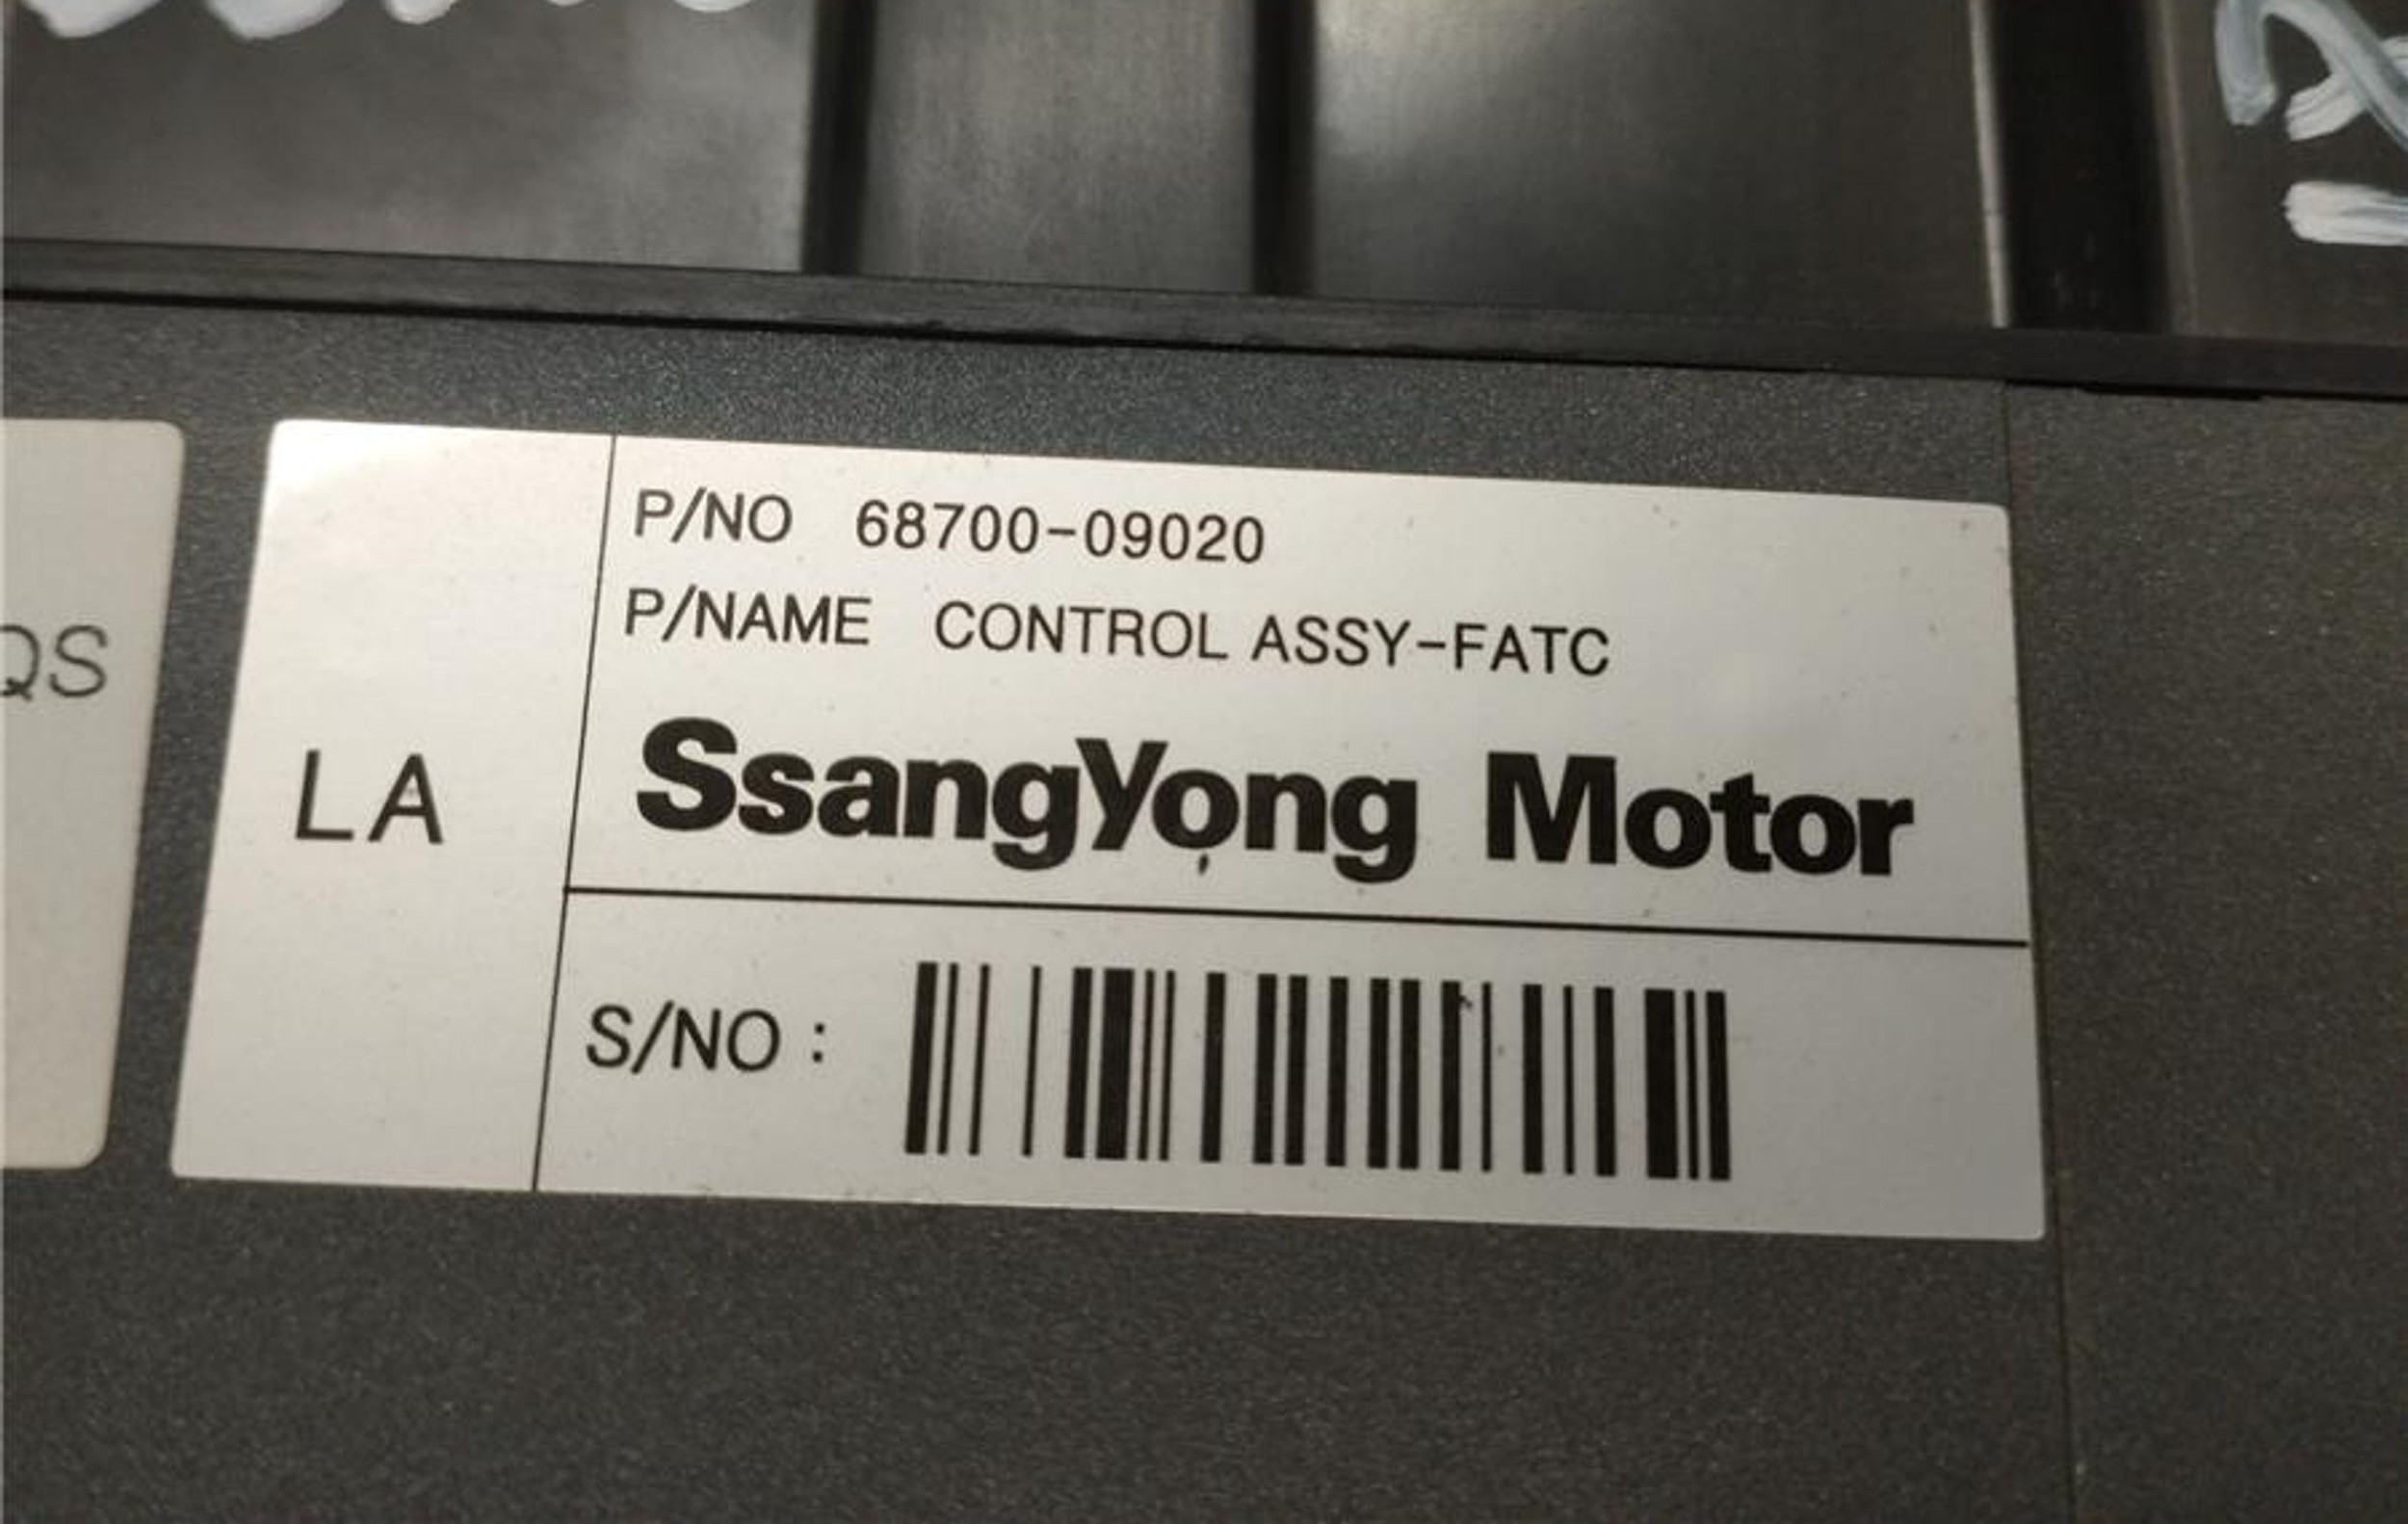 P/NO 68700-09020
P/NAME CONTROL ASSY-FATC
SsangYong Motor
LA
QS
S/NO :